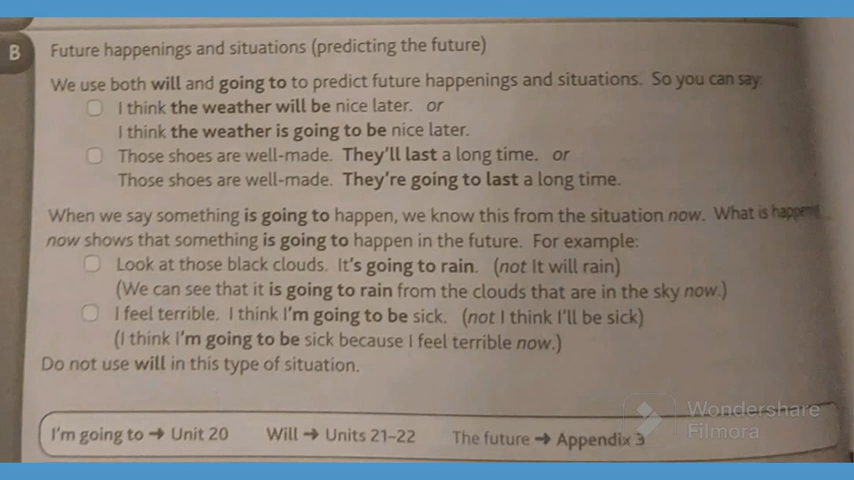 B Future happenings and situations (predicting the future)
We use both will and going to to predict future happenings and situations. So you can say
I think the weather will be nice later. or
I think the weather is going to be nice later.
Those shoes are well-made. They'll last a long time. or
Those shoes are well-made. They're going to last a long time.
When we say something is going to happen, we know this from the situation now. What is
now shows that something is going to happen in the future. For example:
Look at those black clouds. It's going to rain. (not It will rain)
(We can see that it is going to rain from the clouds that are in the sky now.)
I feel terrible. I think I'm going to be sick. (not I think I'll be sick)
(I think I'm going to be sick because I feel terrible now.)
Do not use will in this type of situation.
I'm going to → Unit 20 Will → Units 21–22 The future → Appendix 3
Wondershare
Filmora